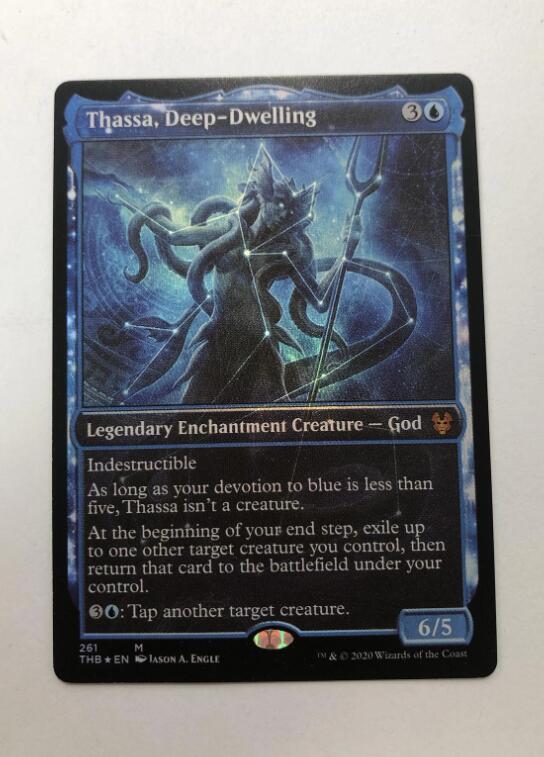 Thassa, Deep-Dwelling 3
Legendary Enchantment Creature — God
Indestructible
As long as your devotion to blue is less than
five, Thassa isn't a creature.
At the beginning of your end step, exile up
to one other target creature you control, then
return that card to the battlefield under your
control.
3: Tap another target creature.
6/5
261 M
THB ★ EN JASON A. ENGLE
™ & © 2020 Wizards of the Coast